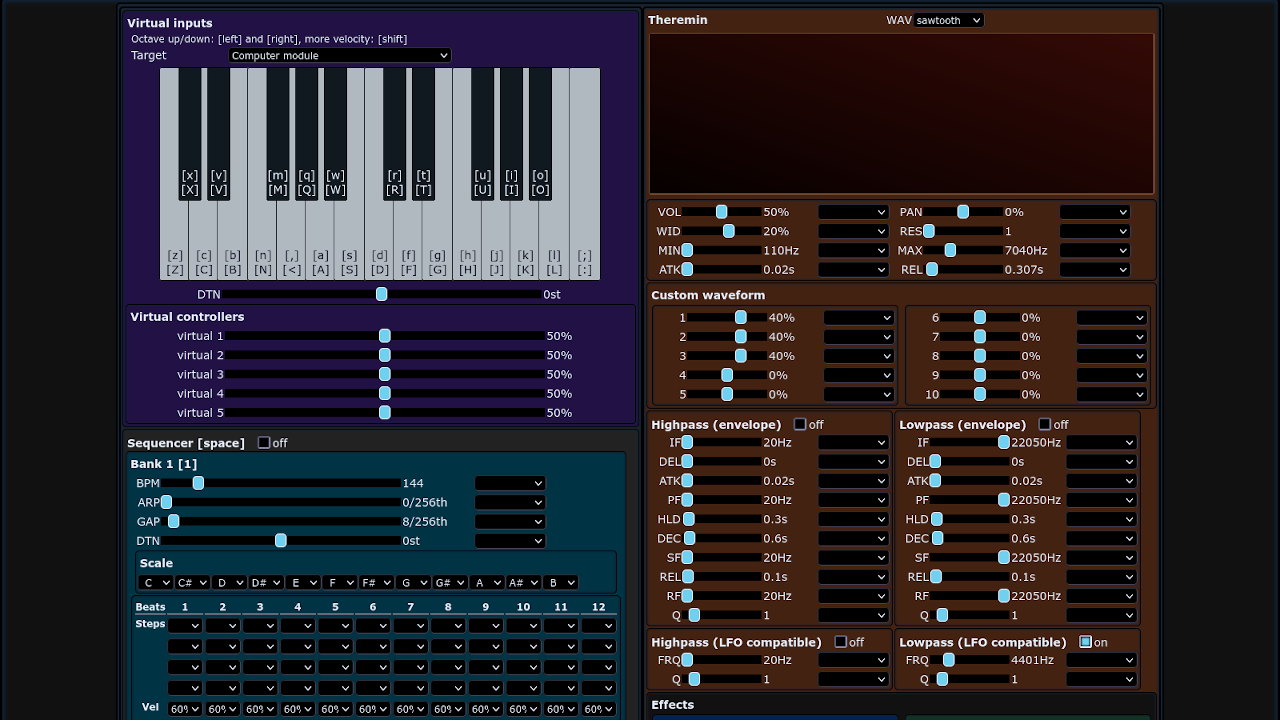 Virtual inputs
Octave up/down: [left] and [right], more velocity: [shift]
Target Computer module
[x] [v] [m] [q] [w] [r] [t] [u] [i] [o]
[X] [V] [M] [Q] [W] [R] [T] [U] [I] [O]
[z] [c] [b] [n] [,] [a] [s] [d] [f] [g] [h] [j] [k] [l] [;]
[Z] [C] [B] [N] [<] [A] [S] [D] [F] [G] [H] [J] [K] [L] [:]
DTN 0st
Virtual controllers
virtual 1 50%
virtual 2 50%
virtual 3 50%
virtual 4 50%
virtual 5 50%
Sequencer [space] off
Bank 1 [1]
BPM 144
ARP 0/256th
GAP 8/256th
DTN 0st
Scale
C C# D D# E F F# G G# A A# B
Beats 1 2 3 4 5 6 7 8 9 10 11 12
Steps
Vel 60% 60% 60% 60% 60% 60% 60% 60% 60% 60% 60% 60%
Theremin WAV sawtooth
VOL 50% PAN 0%
WID 20% RES 1
MIN 110Hz MAX 7040Hz
ATK 0.02s REL 0.307s
Custom waveform
1 40% 6 0%
2 40% 7 0%
3 40% 8 0%
4 0% 9 0%
5 0% 10 0%
Highpass (envelope) off
IF 20Hz
DEL 0s
ATK 0.02s
PF 20Hz
HLD 0.3s
DEC 0.6s
SF 20Hz
REL 0.1s
RF 20Hz
Q 1
Lowpass (envelope) off
IF 22050Hz
DEL 0s
ATK 0.02s
PF 22050Hz
HLD 0.3s
DEC 0.6s
SF 22050Hz
REL 0.1s
RF 22050Hz
Q 1
Highpass (LFO compatible) off
FRQ 20Hz
Q 1
Lowpass (LFO compatible) on
FRQ 4401Hz
Q 1
Effects